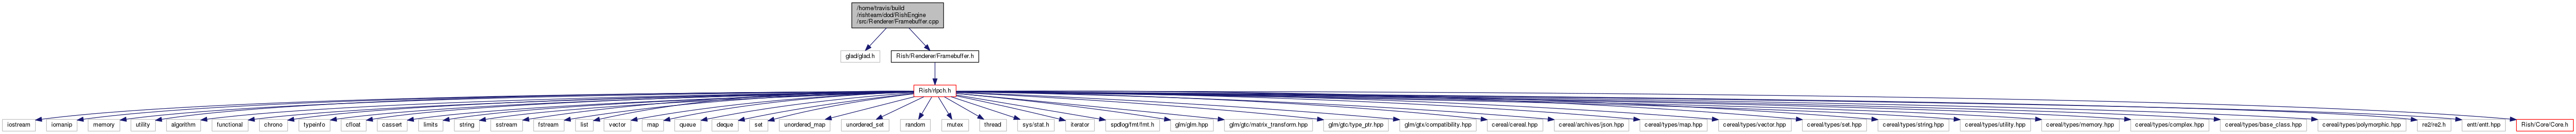 /home/travis/build
/rishteam/dod/RishEngine
/src/Renderer/Framebuffer.cpp
glad/glad.h
Rish/Renderer/Framebuffer.h
Rish/rlpch.h
iostream
iomanip
memory
utility
algorithm
functional
chrono
typeinfo
cfloat
cassert
limits
string
sstream
fstream
list
vector
map
queue
deque
set
unordered_map
unordered_set
random
mutex
thread
sys/stat.h
iterator
spdlog/fmt/fmt.h
glm/glm.hpp
glm/gtc/matrix_transform.hpp
glm/gtc/type_ptr.hpp
glm/gtx/compatibility.hpp
cereal/cereal.hpp
cereal/archives/json.hpp
cereal/types/map.hpp
cereal/types/vector.hpp
cereal/types/set.hpp
cereal/types/string.hpp
cereal/types/utility.hpp
cereal/types/memory.hpp
cereal/types/complex.hpp
cereal/types/base_class.hpp
cereal/types/polymorphic.hpp
re2/re2.h
entt/entt.hpp
Rish/Core/Core.h